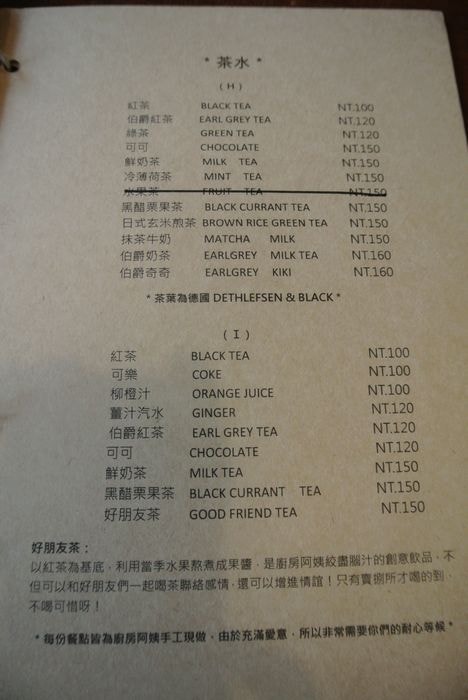 * 茶水 *
( H )
紅茶 BLACK TEA NT.100
伯爵紅茶 EARL GREY TEA NT.120
綠茶 GREEN TEA NT.120
可可 CHOCOLATE NT.150
鮮奶茶 MILK TEA NT.150
冷薄荷茶 MINT TEA NT.150
水果茶 FRUIT TEA NT.150
黑醋栗果茶 BLACK CURRANT TEA NT.150
日式玄米煎茶 BROWN RICE GREEN TEA NT.150
抹茶牛奶 MATCHA MILK NT.150
伯爵奶茶 EARLGREY MILK TEA NT.160
伯爵奇奇 EARLGREY KIKI NT.160
* 茶葉為德國 DETHLEFSEN & BLACK *
( I )
紅茶 BLACK TEA NT.100
可樂 COKE NT.100
柳橙汁 ORANGE JUICE NT.100
薑汁汽水 GINGER NT.120
伯爵紅茶 EARL GREY TEA NT.120
可可 CHOCOLATE NT.120
鮮奶茶 MILK TEA NT.150
黑醋栗果茶 BLACK CURRANT TEA NT.150
好朋友茶 GOOD FRIEND TEA NT.150
好朋友茶：
以紅茶為基底，利用當季水果熬煮成果醬，是廚房阿姨絞盡腦汁的創意飲品，不
但可以和好朋友們一起喝茶聯絡感情，還可以增進情誼！只有賣捌所才喝的到，
不喝可惜呀！
* 每份餐點皆為廚房阿姨手工現做，由於充滿愛意，所以非常需要你們的耐心等候 *